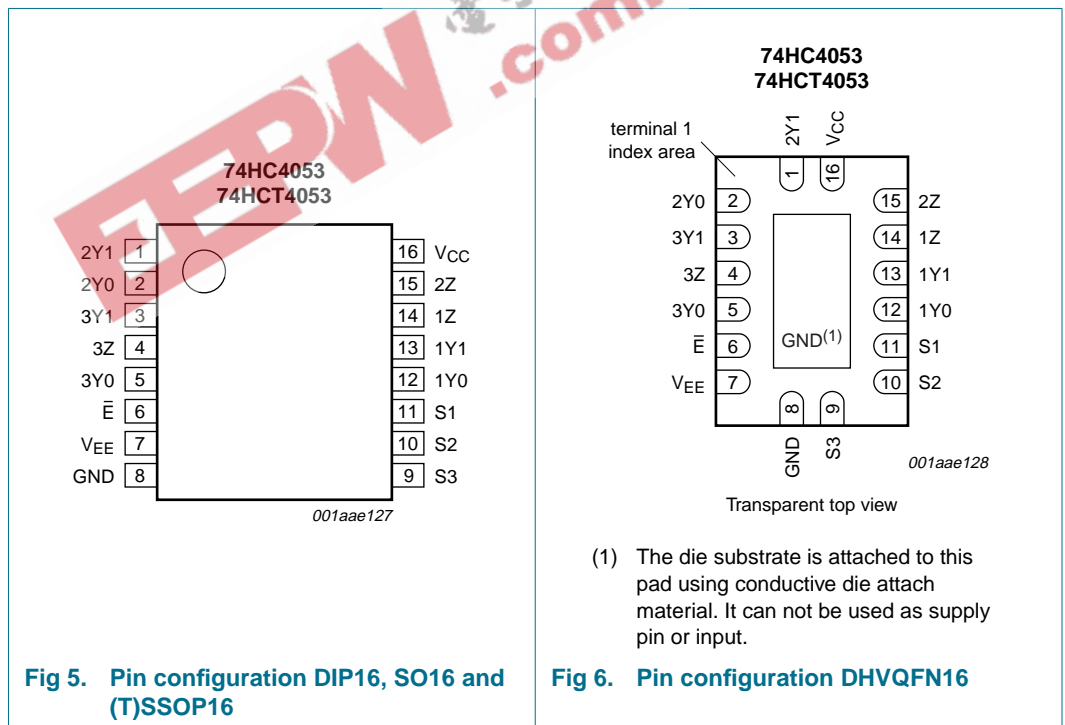 EEPW
.com
74HC4053
74HCT4053
2Y1 1
2Y0 2
3Y1 3
3Z 4
3Y0 5
E̅ 6
VEE 7
GND 8
16 VCC
15 2Z
14 1Z
13 1Y1
12 1Y0
11 S1
10 S2
9 S3
001aae127
Fig 5. Pin configuration DIP16, SO16 and
(T)SSOP16
74HC4053
74HCT4053
terminal 1
index area
2Y1
VCC
1
16
2Y0 2
3Y1 3
3Z 4
3Y0 5
E̅ 6
VEE 7
15 2Z
14 1Z
13 1Y1
12 1Y0
11 S1
10 S2
GND(1)
8
9
GND
S3
001aae128
Transparent top view
(1) The die substrate is attached to this
pad using conductive die attach
material. It can not be used as supply
pin or input.
Fig 6. Pin configuration DHVQFN16